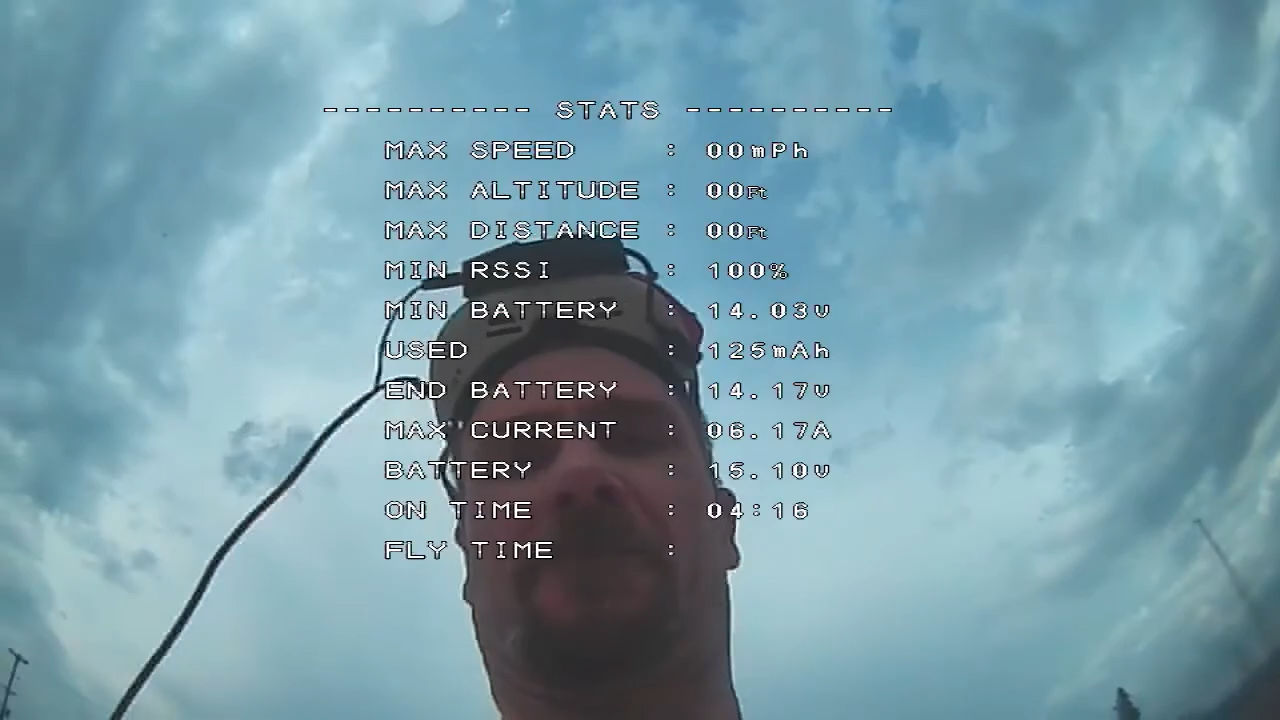 ---------- STATS ----------
MAX SPEED : 00mPh
MAX ALTITUDE : 00Ft
MAX DISTANCE : 00Ft
MIN RSSI : 100%
MIN BATTERY : 14.03v
USED : 125mAh
END BATTERY : 14.17v
MAX CURRENT : 06.17A
BATTERY : 15.10v
ON TIME : 04:16
FLY TIME :